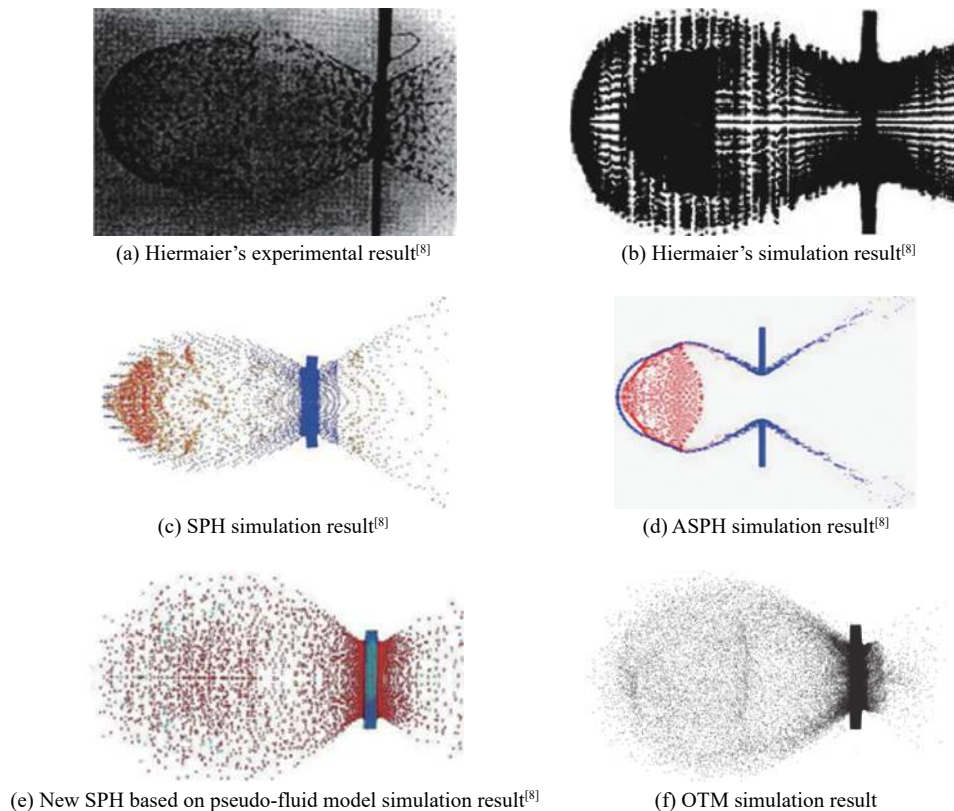 (a) Hiermaier’s experimental result[8]
(b) Hiermaier’s simulation result[8]
(c) SPH simulation result[8]
(d) ASPH simulation result[8]
(e) New SPH based on pseudo-fluid model simulation result[8]
(f) OTM simulation result